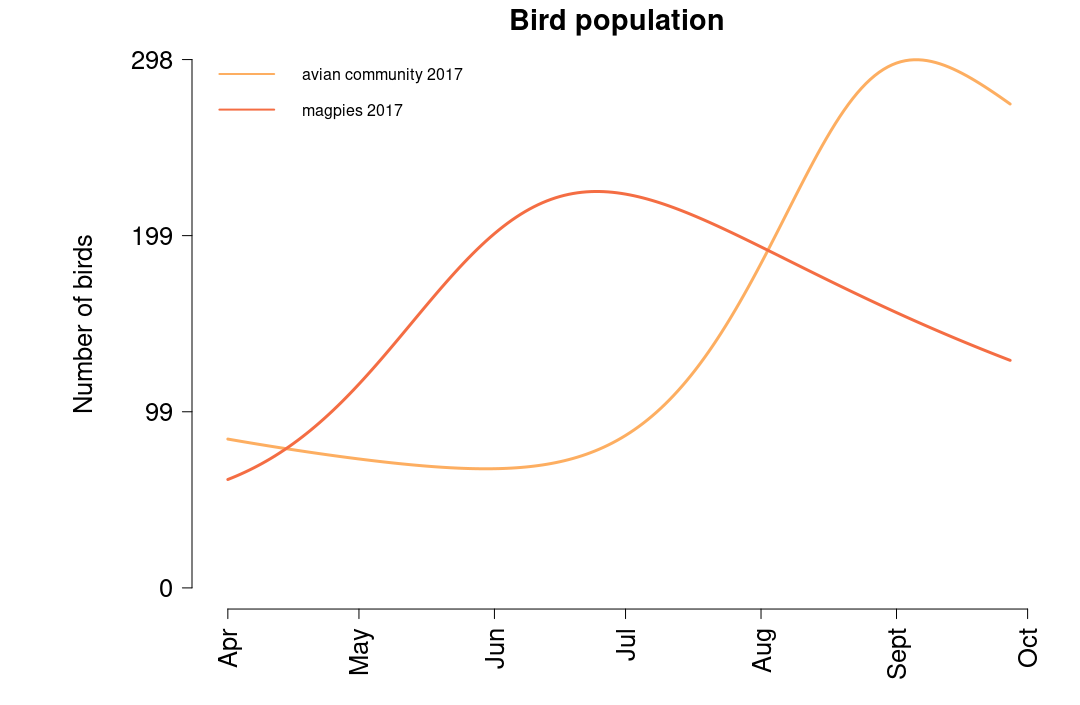 Bird population
298
avian community 2017
magpies 2017
199
Number of birds
99
0
Apr
May
Jun
Jul
Aug
Sept
Oct